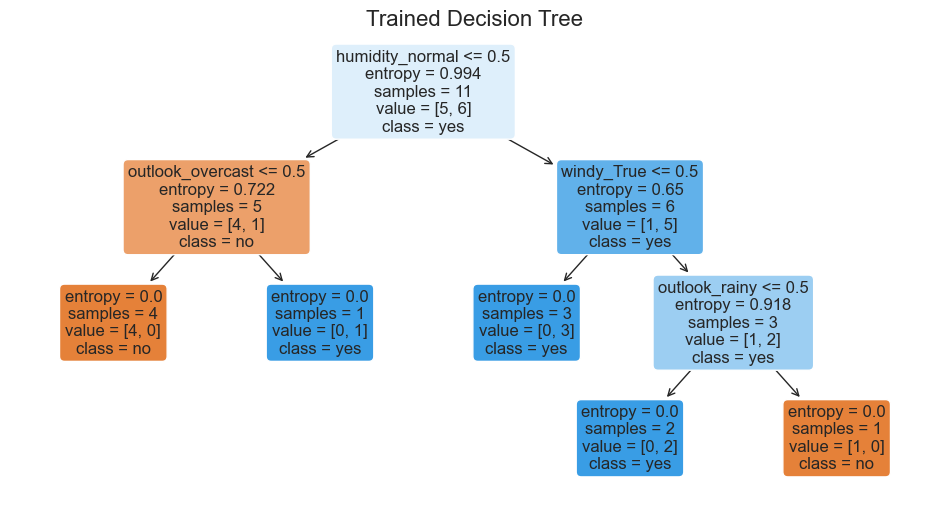 Trained Decision Tree
humidity_normal <= 0.5
entropy = 0.994
samples = 11
value = [5, 6]
class = yes
outlook_overcast <= 0.5
entropy = 0.722
samples = 5
value = [4, 1]
class = no
windy_True <= 0.5
entropy = 0.65
samples = 6
value = [1, 5]
class = yes
entropy = 0.0
samples = 4
value = [4, 0]
class = no
entropy = 0.0
samples = 1
value = [0, 1]
class = yes
entropy = 0.0
samples = 3
value = [0, 3]
class = yes
outlook_rainy <= 0.5
entropy = 0.918
samples = 3
value = [1, 2]
class = yes
entropy = 0.0
samples = 2
value = [0, 2]
class = yes
entropy = 0.0
samples = 1
value = [1, 0]
class = no